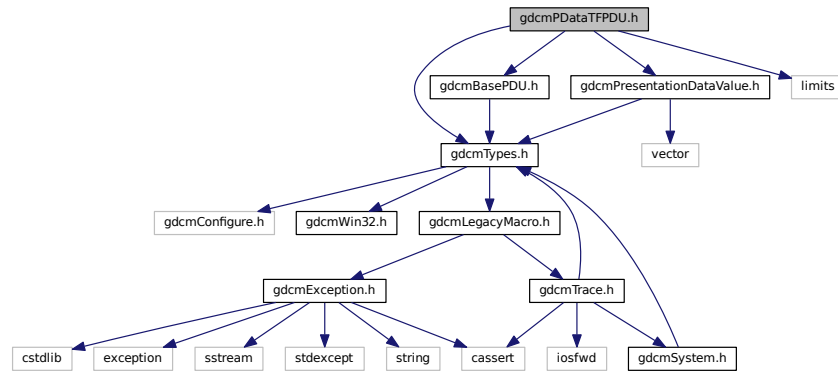 gdcmPDataTFPDU.h
gdcmBasePDU.h
gdcmPresentationDataValue.h
limits
gdcmTypes.h
vector
gdcmConfigure.h
gdcmWin32.h
gdcmLegacyMacro.h
gdcmException.h
gdcmTrace.h
cstdlib
exception
sstream
stdexcept
string
cassert
iosfwd
gdcmSystem.h